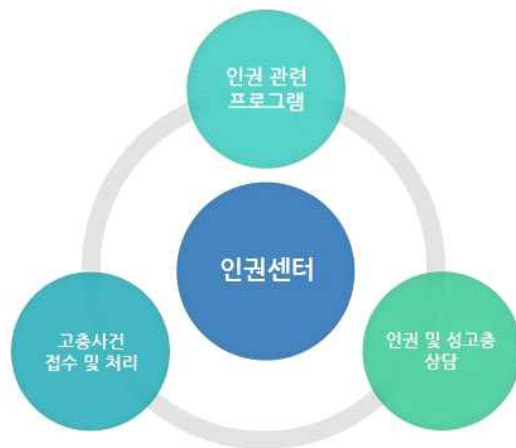 인권 관련
프로그램
인권센터
고충사건
접수 및 처리
인권 및 성고충
상담